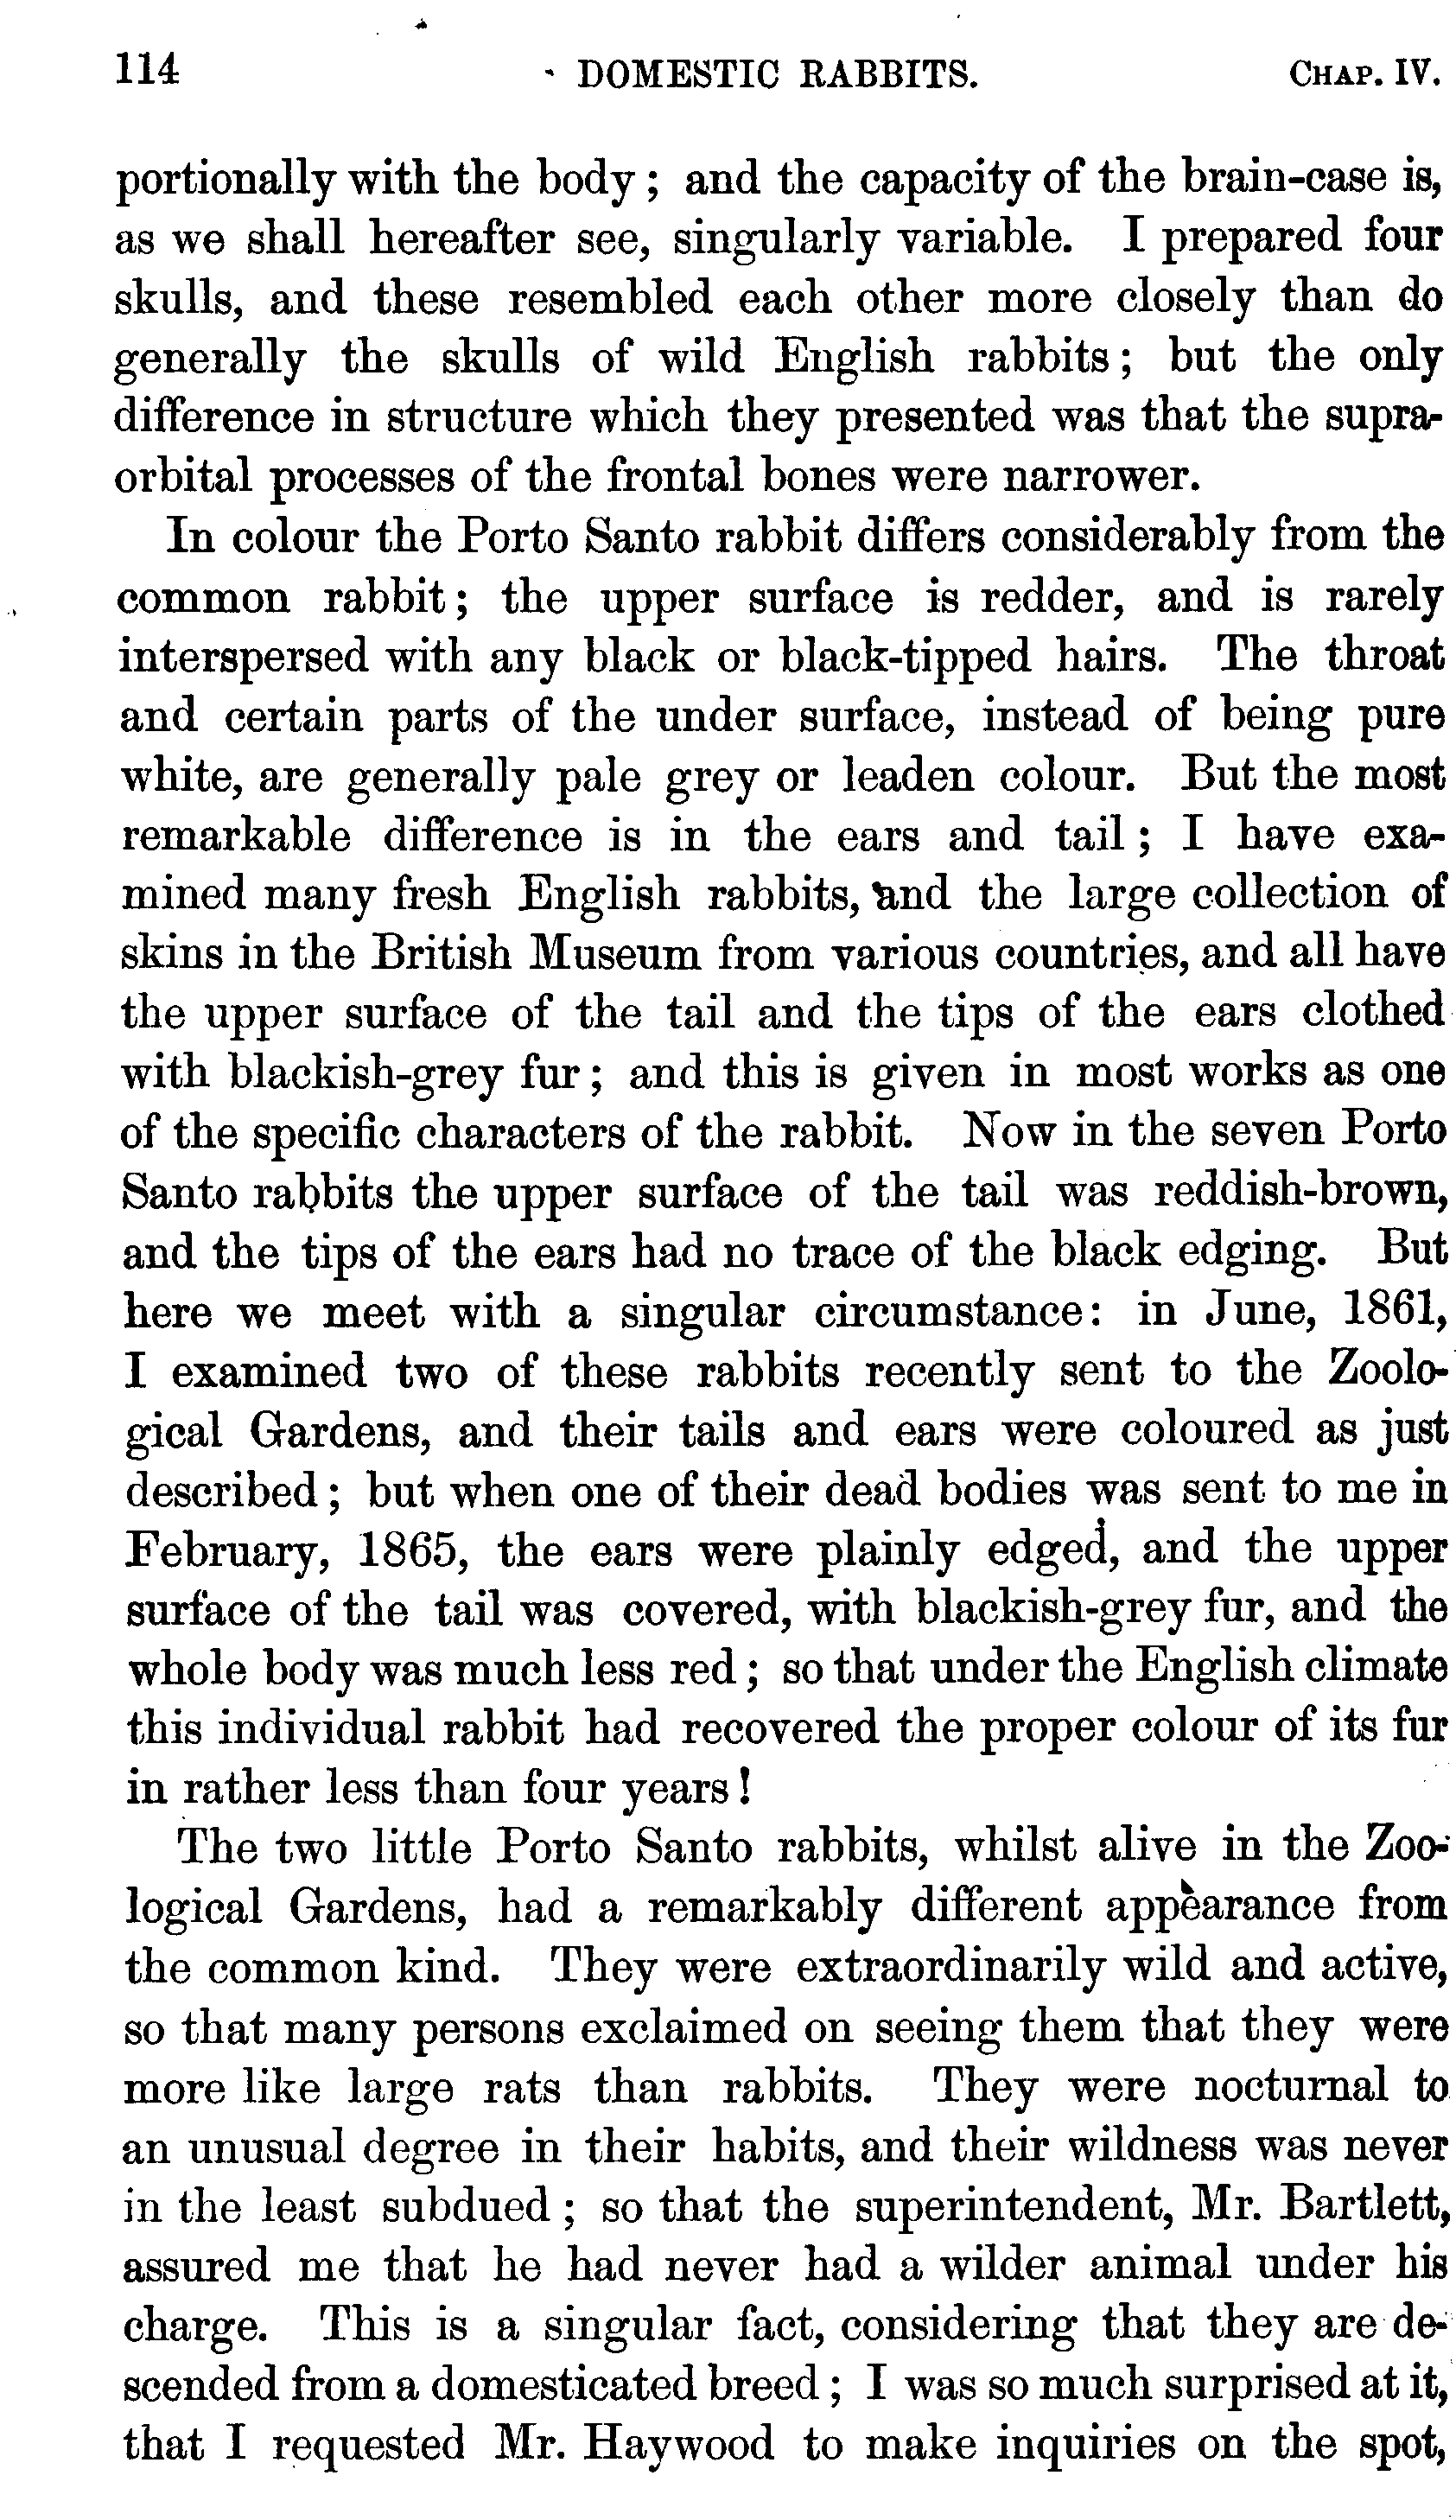 114 DOMESTIC RABBITS. CHAP. IV.
portionally with the body; and the capacity of the brain-case is,
as we shall hereafter see, singularly variable. I prepared four
skulls, and these resembled each other more closely than do
generally the skulls of wild English rabbits; but the only
difference in structure which they presented was that the supra-
orbital processes of the frontal bones were narrower.
In colour the Porto Santo rabbit differs considerably from the
common rabbit; the upper surface is redder, and is rarely
interspersed with any black or black-tipped hairs. The throat
and certain parts of the under surface, instead of being pure
white, are generally pale grey or leaden colour. But the most
remarkable difference is in the ears and tail; I have exa-
mined many fresh English rabbits, and the large collection of
skins in the British Museum from various countries, and all have
the upper surface of the tail and the tips of the ears clothed
with blackish-grey fur; and this is given in most works as one
of the specific characters of the rabbit. Now in the seven Porto
Santo rabbits the upper surface of the tail was reddish-brown,
and the tips of the ears had no trace of the black edging. But
here we meet with a singular circumstance: in June, 1861,
I examined two of these rabbits recently sent to the Zoolo-
gical Gardens, and their tails and ears were coloured as just
described; but when one of their dead bodies was sent to me in
February, 1865, the ears were plainly edged, and the upper
surface of the tail was covered, with blackish-grey fur, and the
whole body was much less red; so that under the English climate
this individual rabbit had recovered the proper colour of its fur
in rather less than four years!
The two little Porto Santo rabbits, whilst alive in the Zoo-
logical Gardens, had a remarkably different appearance from
the common kind. They were extraordinarily wild and active,
so that many persons exclaimed on seeing them that they were
more like large rats than rabbits. They were nocturnal to
an unusual degree in their habits, and their wildness was never
in the least subdued; so that the superintendent, Mr. Bartlett,
assured me that he had never had a wilder animal under his
charge. This is a singular fact, considering that they are de-
scended from a domesticated breed; I was so much surprised at it,
that I requested Mr. Haywood to make inquiries on the spot,